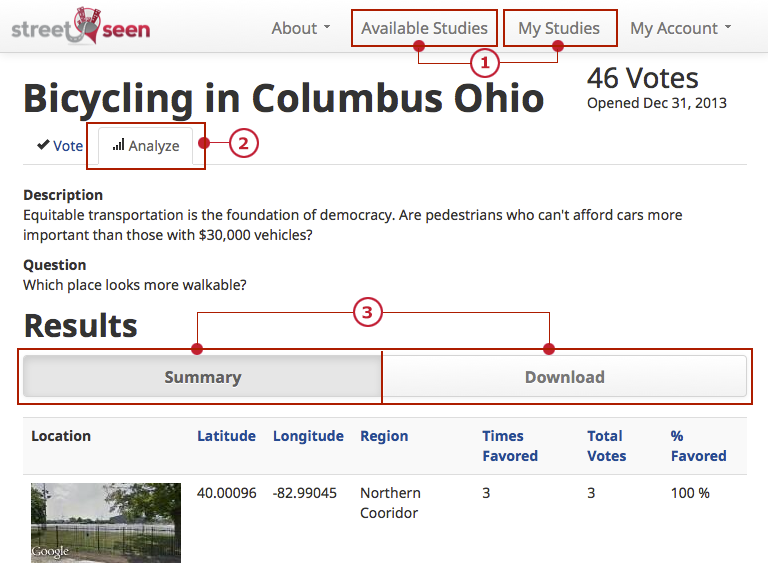 streetseen
About
Available Studies
My Studies
My Account
1
46 Votes
Opened Dec 31, 2013
Bicycling in Columbus Ohio
Vote
Analyze
2
Description
Equitable transportation is the foundation of democracy. Are pedestrians who can't afford cars more
important than those with $30,000 vehicles?
Question
Which place looks more walkable?
3
Results
Summary
Download
Location
Latitude
Longitude
Region
Times
Favored
Total
Votes
%
Favored
40.00096
-82.99045
Northern
Cooridor
3
3
100 %
Google